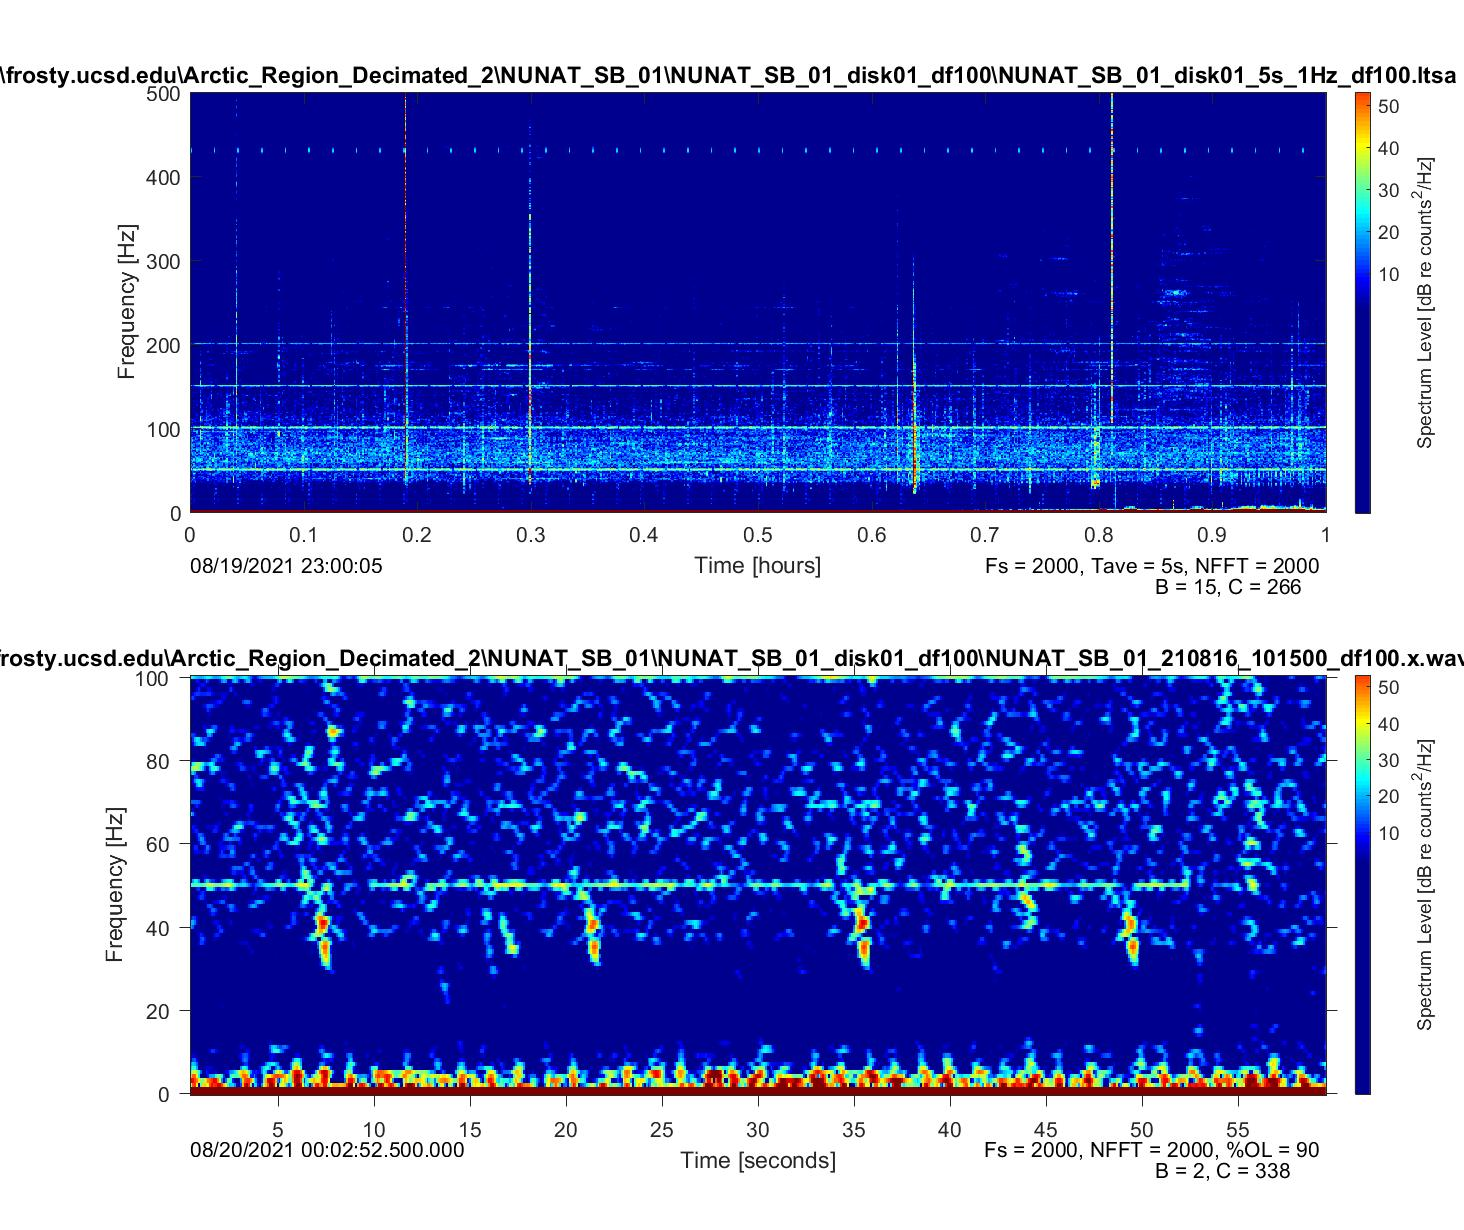 \frosty.ucsd.edu\Arctic_Region_Decimated_2\NUNAT_SB_01\NUNAT_SB_01_disk01_df100\NUNAT_SB_01_disk01_5s_1Hz_df100.ltsa
500
400
300
200
100
0
Frequency [Hz]
0 0.1 0.2 0.3 0.4 0.5 0.6 0.7 0.8 0.9 1
Time [hours]
08/19/2021 23:00:05
Fs = 2000, Tave = 5s, NFFT = 2000
B = 15, C = 266
50
40
30
20
10
Spectrum Level [dB re counts²/Hz]
frosty.ucsd.edu\Arctic_Region_Decimated_2\NUNAT_SB_01\NUNAT_SB_01_disk01_df100\NUNAT_SB_01_210816_101500_df100.x.wav
100
80
60
40
20
0
Frequency [Hz]
5 10 15 20 25 30 35 40 45 50 55
Time [seconds]
08/20/2021 00:02:52.500.000
Fs = 2000, NFFT = 2000, %OL = 90
B = 2, C = 338
50
40
30
20
10
Spectrum Level [dB re counts²/Hz]